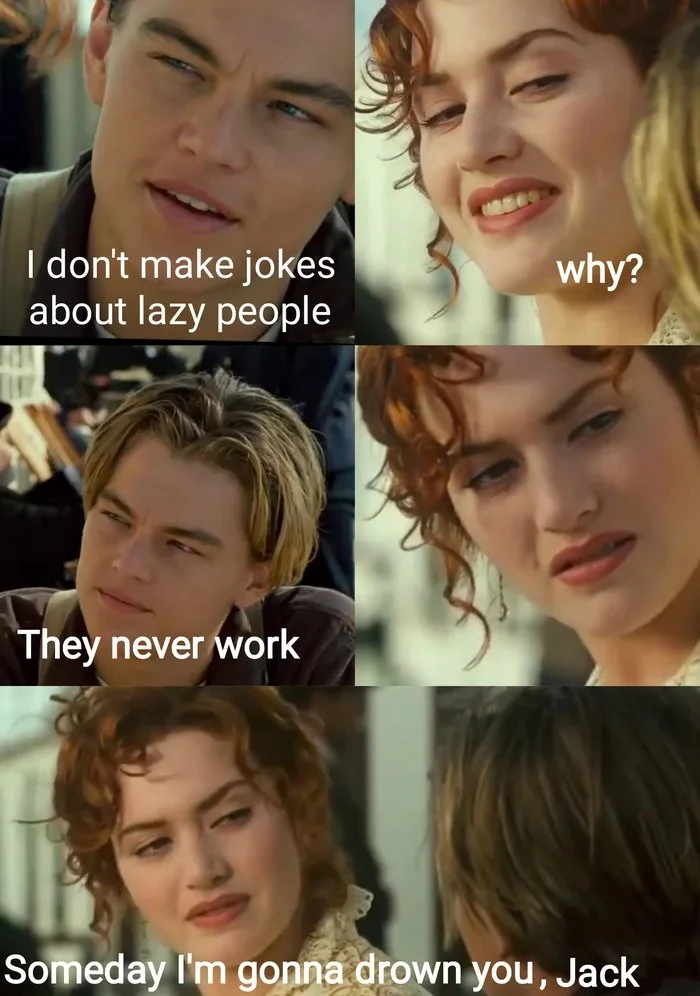 I don't make jokes
about lazy people
why?
They never work
Someday I'm gonna drown you, Jack